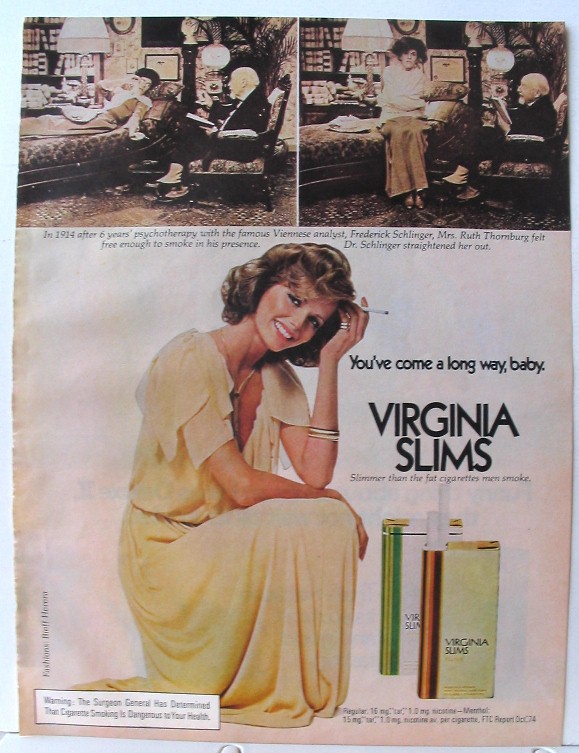 In 1914 after 6 years' psychotherapy with the famous Viennese analyst, Frederick Schlinger, Mrs. Ruth Thornburg felt
free enough to smoke in his presence. Dr. Schlinger straightened her out.
You've come a long way, baby.
VIRGINIA
SLIMS
Slimmer than the fat cigarettes men smoke.
VIRGINIA
SLIMS
Fashions:
Warning: The Surgeon General Has Determined
That Cigarette Smoking Is Dangerous to Your Health.
Regular: 16 mg."tar," 1.0 mg. nicotine—Menthol:
15 mg."tar," 1.0 mg. nicotine av. per cigarette, FTC Report Oct.'74